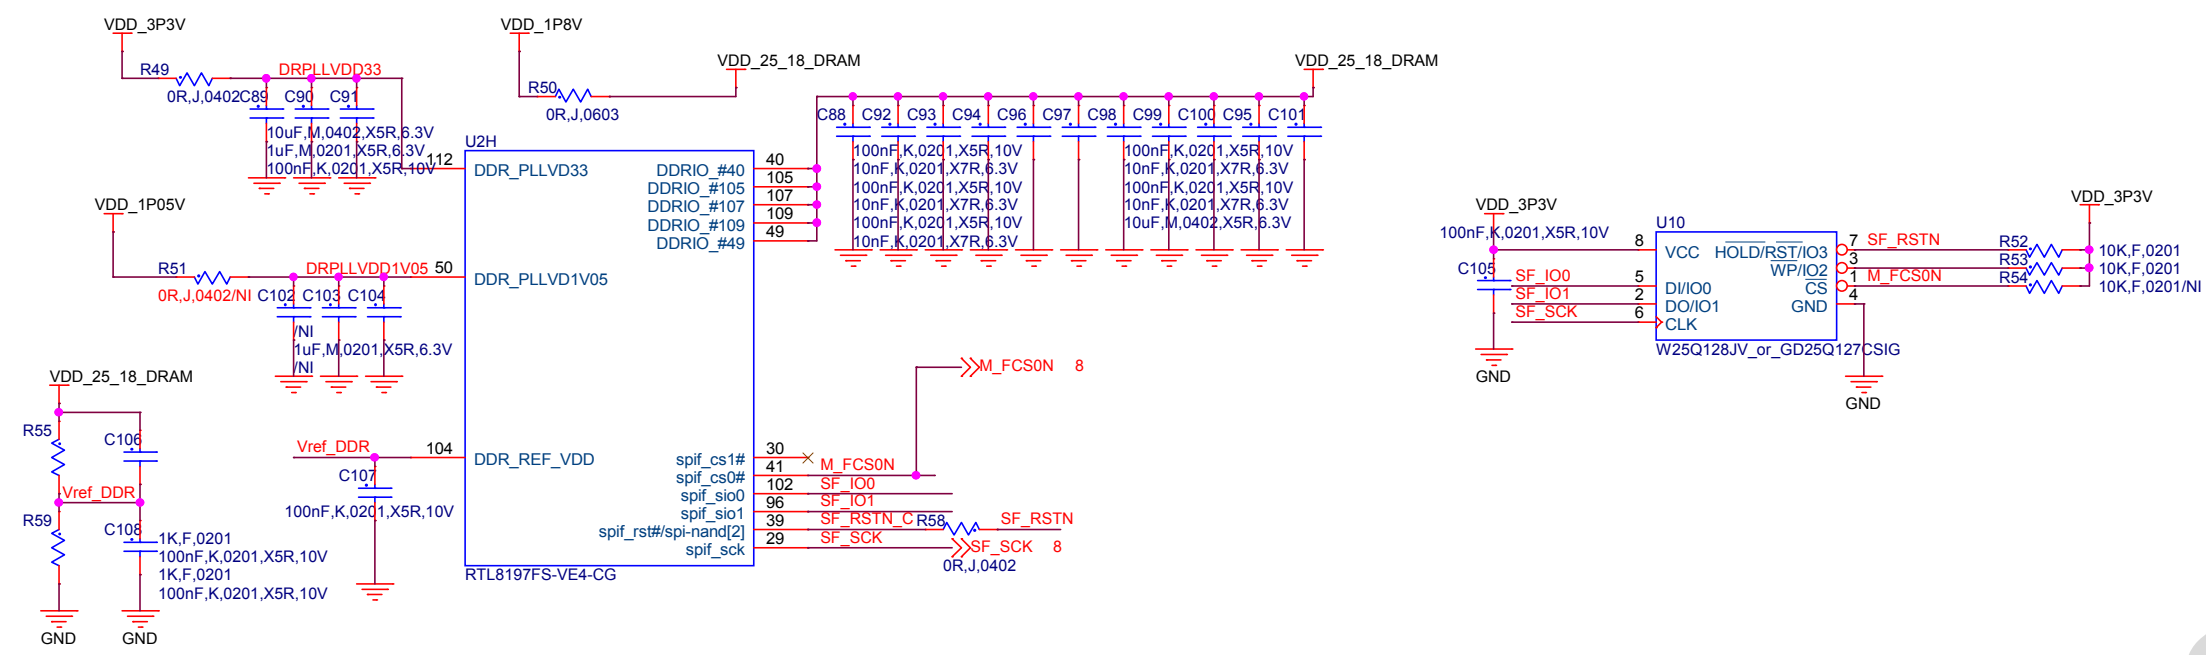 VDD_3P3V
R49
0R,J,0402
DRPLLVDD33
C89
C90
C91
10uF,M,0402,X5R,6.3V
1uF,M,0201,X5R,6.3V
100nF,K,0201,X5R,10V
112
VDD_1P8V
R50
0R,J,0603
VDD_25_18_DRAM
VDD_25_18_DRAM
C88
C92
C93
C94
C96
C97
C98
C99
C100
C95
C101
100nF,K,0201,X5R,10V
10nF,K,0201,X7R,6.3V
100nF,K,0201,X5R,10V
10nF,K,0201,X7R,6.3V
100nF,K,0201,X5R,10V
10nF,K,0201,X7R,6.3V
100nF,K,0201,X5R,10V
10nF,K,0201,X7R,6.3V
100nF,K,0201,X5R,10V
10uF,M,0402,X5R,6.3V
U2H
DDR_PLLVD33
DDRIO_#40
40
DDRIO_#105
105
DDRIO_#107
107
DDRIO_#109
109
DDRIO_#49
49
VDD_1P05V
R51
0R,J,0402/NI
DRPLLVDD1V05
50
DDR_PLLVD1V05
C102
C103
C104
/NI
1uF,M,0201,X5R,6.3V
/NI
VDD_25_18_DRAM
R55
C106
Vref_DDR
R59
C108
1K,F,0201
100nF,K,0201,X5R,10V
1K,F,0201
100nF,K,0201,X5R,10V
GND
GND
Vref_DDR
104
DDR_REF_VDD
C107
100nF,K,0201,X5R,10V
spif_cs1#
30
spif_cs0#
41
M_FCS0N
M_FCS0N 8
spif_sio0
102
SF_IO0
spif_sio1
96
SF_IO1
spif_rst#/spi-nand[2]
39
SF_RSTN_C
R58
SF_RSTN
spif_sck
29
SF_SCK
SF_SCK 8
0R,J,0402
RTL8197FS-VE4-CG
VDD_3P3V
100nF,K,0201,X5R,10V
C105
GND
SF_IO0
SF_IO1
SF_SCK
8
5
2
6
U10
VCC
DI/IO0
DO/IO1
CLK
HOLD/RST/IO3
WP/IO2
CS
GND
7
3
1
4
SF_RSTN
M_FCS0N
W25Q128JV_or_GD25Q127CSIG
GND
VDD_3P3V
R52
10K,F,0201
R53
10K,F,0201
R54
10K,F,0201/NI